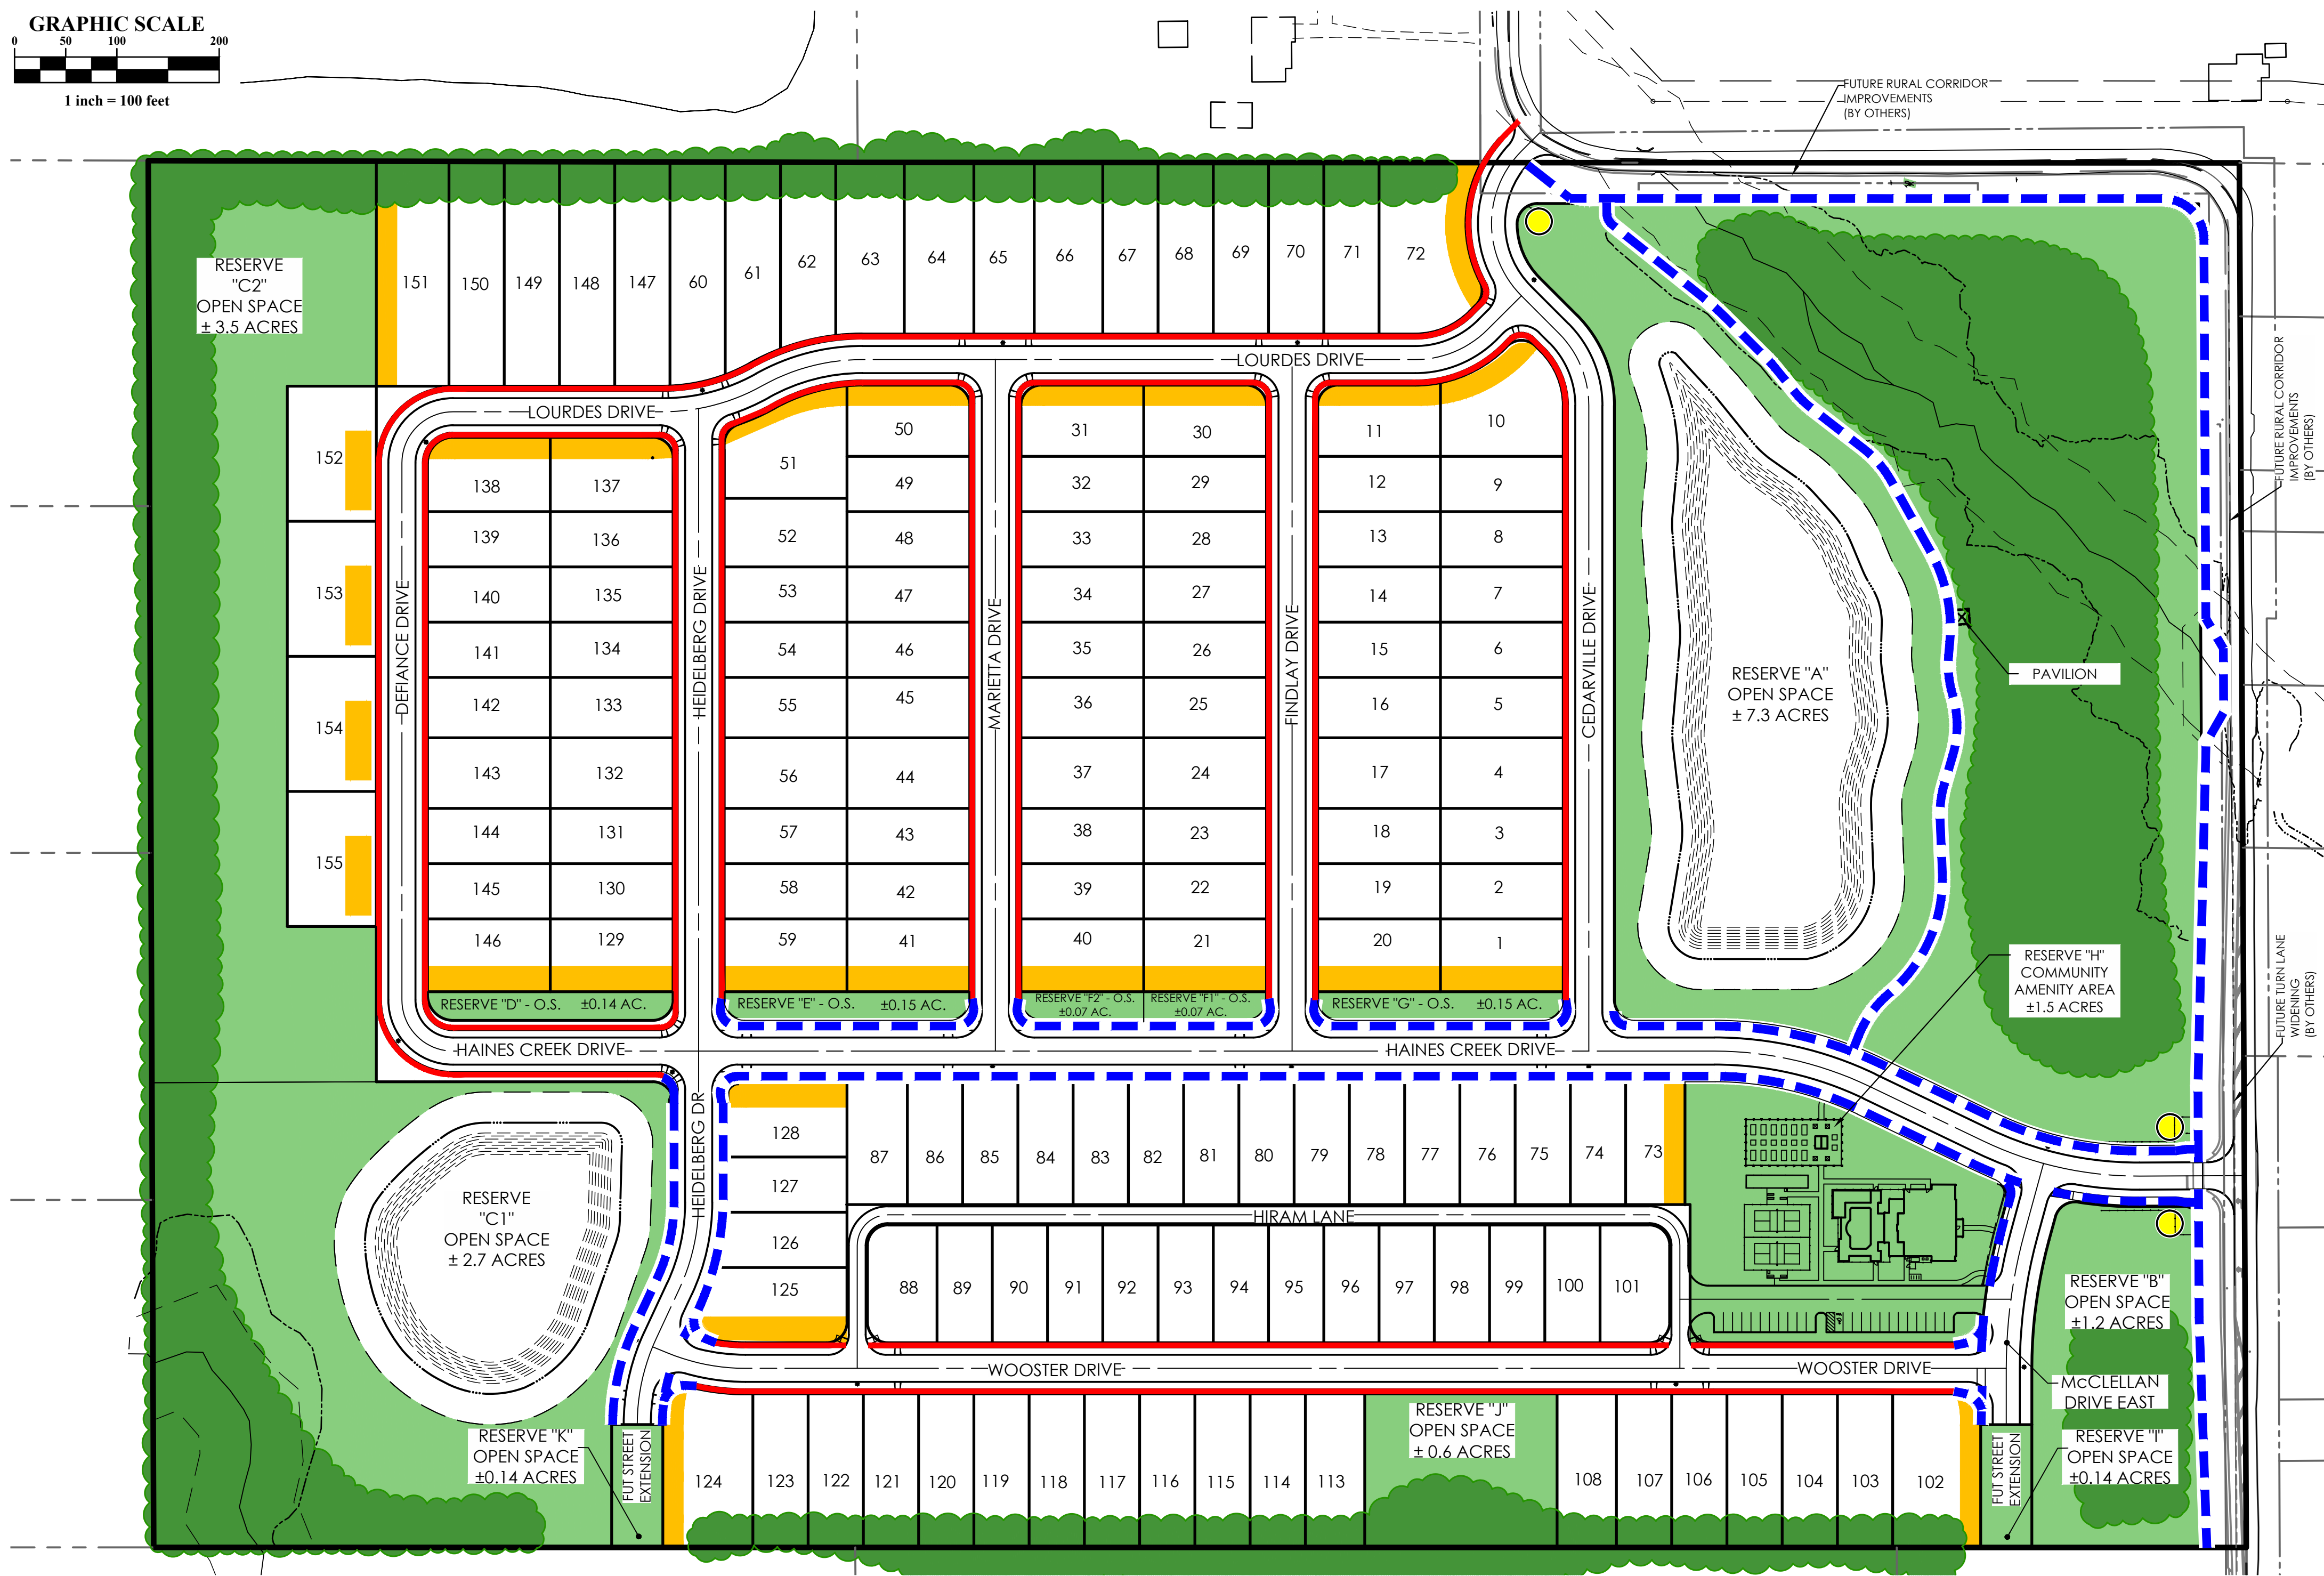 GRAPHIC SCALE
0 50 100 200
1 inch = 100 feet
FUTURE RURAL CORRIDOR
IMPROVEMENTS
(BY OTHERS)
RESERVE
"C2"
OPEN SPACE
± 3.5 ACRES
151 150 149 148 147 60 61 62 63 64 65 66 67 68 69 70 71 72
LOURDES DRIVE
LOURDES DRIVE
FUTURE RURAL CORRIDOR
IMPROVEMENTS
(BY OTHERS)
152
153
154
155
DEFIANCE DRIVE
138 137
139 136
140 135
141 134
142 133
143 132
144 131
145 130
146 129
RESERVE "D" - O.S. ±0.14 AC.
HEIDELBERG DRIVE
51 50
52 49
53 48
54 47
55 46
56 45
57 44
58 43
59 42
41
RESERVE "E" - O.S. ±0.15 AC.
MARIETTA DRIVE
31 30
32 29
33 28
34 27
35 26
36 25
37 24
38 23
39 22
40 21
RESERVE "F2" - O.S.
±0.07 AC.
RESERVE "F1" - O.S.
±0.07 AC.
FINDLAY DRIVE
11 10
12 9
13 8
14 7
15 6
16 5
17 4
18 3
19 2
20 1
RESERVE "G" - O.S. ±0.15 AC.
CEDARVILLE DRIVE
RESERVE "A"
OPEN SPACE
± 7.3 ACRES
PAVILION
RESERVE "H"
COMMUNITY
AMENITY AREA
±1.5 ACRES
FUTURE TURN LANE
WIDENING
(BY OTHERS)
HAINES CREEK DRIVE
HAINES CREEK DRIVE
HEIDELBERG DR
RESERVE
"C1"
OPEN SPACE
± 2.7 ACRES
128
127
126
125
87 86 85 84 83 82 81 80 79 78 77 76 75 74 73
HIRAM LANE
88 89 90 91 92 93 94 95 96 97 98 99 100 101
RESERVE "B"
OPEN SPACE
±1.2 ACRES
WOOSTER DRIVE
WOOSTER DRIVE
McCLELLAN
DRIVE EAST
RESERVE "K"
OPEN SPACE
±0.14 ACRES
FUT STREET
EXTENSION
124 123 122 121 120 119 118 117 116 115 114 113
RESERVE "J"
OPEN SPACE
± 0.6 ACRES
108 107 106 105 104 103 102
FUT STREET
EXTENSION
RESERVE "I"
OPEN SPACE
±0.14 ACRES